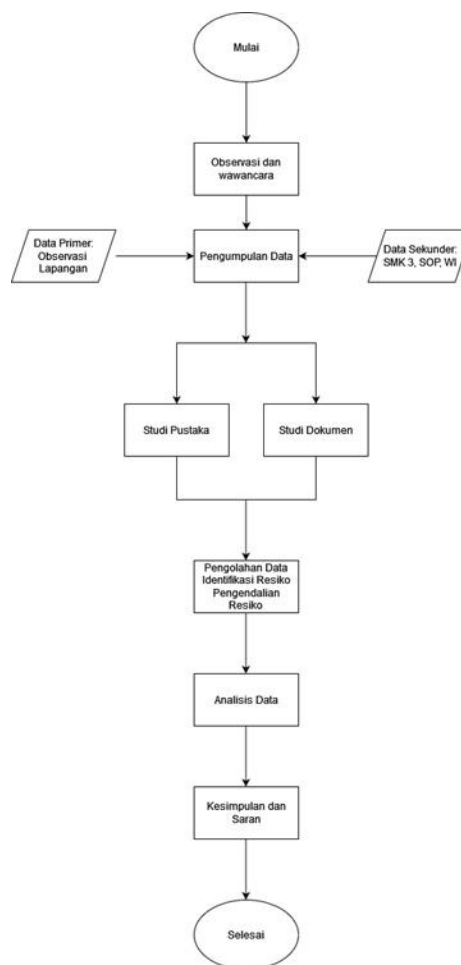 Mulai
Observasi dan
wawancara
Data Primer:
Observasi
Lapangan
Pengumpulan Data
Data Sekunder:
SMK 3, SOP, WI
Studi Pustaka
Studi Dokumen
Pengolahan Data
Identifikasi Resiko
Pengendalian
Resiko
Analisis Data
Kesimpulan dan
Saran
Selesai